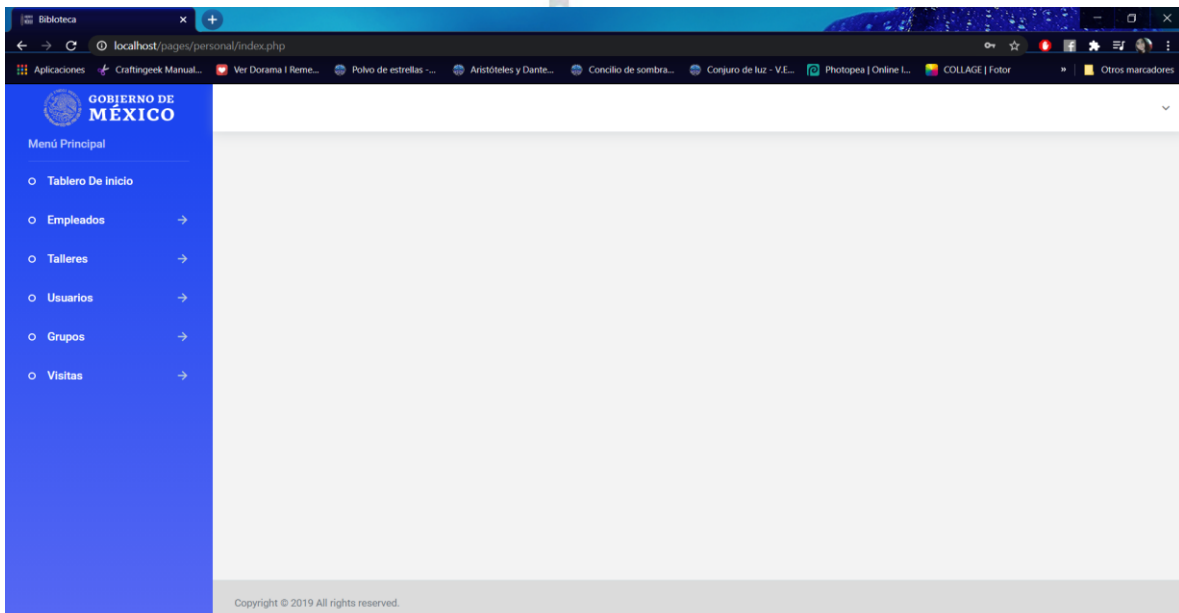 Bibloteca
localhost/pages/personal/index.php
Aplicaciones Craftingeek Manual... Ver Dorama I Reme... Polvo de estrellas -... Aristóteles y Dante... Concilio de sombra... Conjuro de luz - V.E... Photopea | Online I... COLLAGE | Fotor » Otros marcadores
GOBIERNO DE
MÉXICO
Menú Principal
Tablero De inicio
Empleados
Talleres
Usuarios
Grupos
Visitas
Copyright © 2019 All rights reserved.